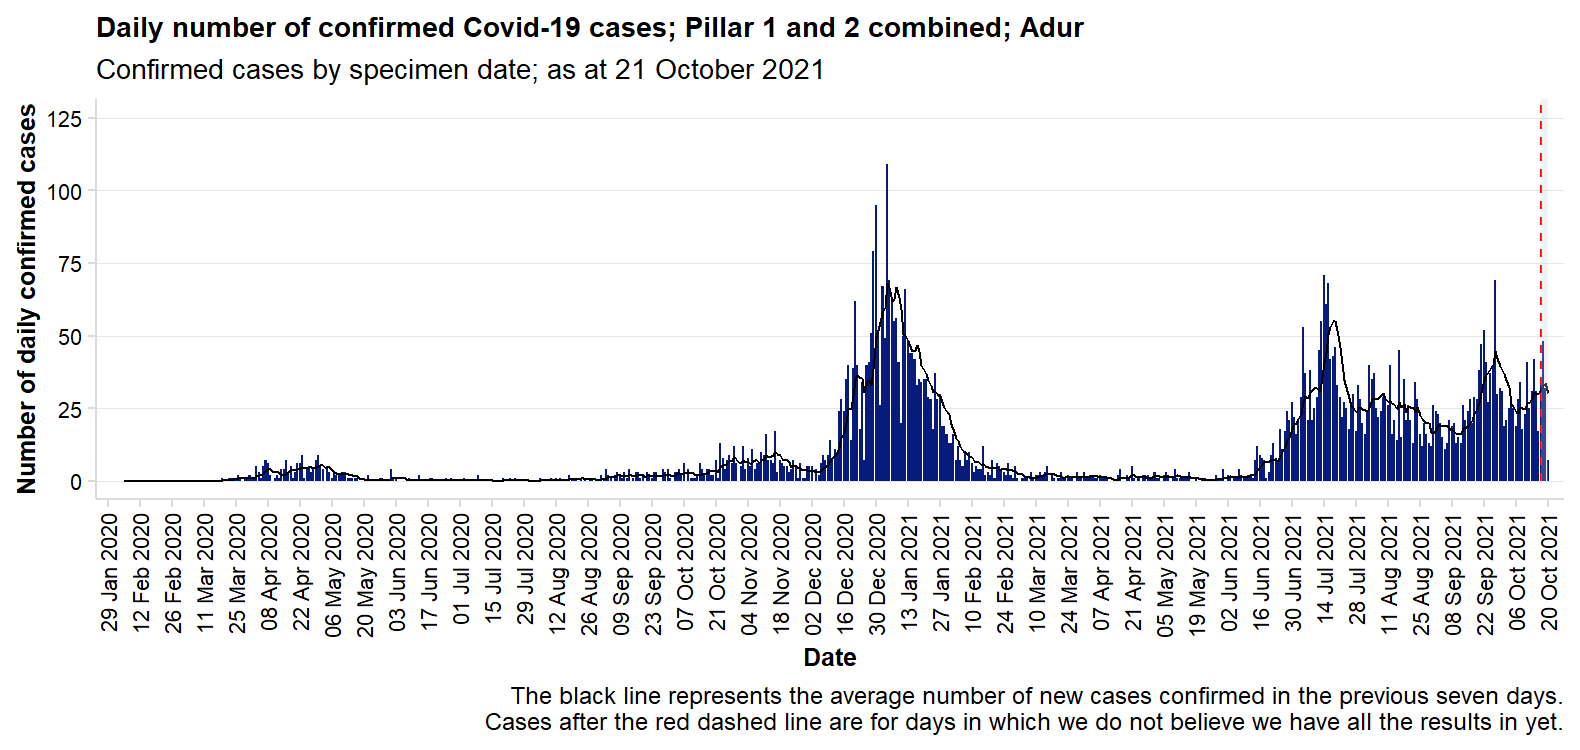 Daily number of confirmed Covid-19 cases; Pillar 1 and 2 combined; Adur
Confirmed cases by specimen date; as at 21 October 2021
Number of daily confirmed cases
125
100
75
50
25
0
29 Jan 2020
12 Feb 2020
26 Feb 2020
11 Mar 2020
25 Mar 2020
08 Apr 2020
22 Apr 2020
06 May 2020
20 May 2020
03 Jun 2020
17 Jun 2020
01 Jul 2020
15 Jul 2020
29 Jul 2020
12 Aug 2020
26 Aug 2020
09 Sep 2020
23 Sep 2020
07 Oct 2020
21 Oct 2020
04 Nov 2020
18 Nov 2020
02 Dec 2020
16 Dec 2020
30 Dec 2020
13 Jan 2021
27 Jan 2021
10 Feb 2021
24 Feb 2021
10 Mar 2021
24 Mar 2021
07 Apr 2021
21 Apr 2021
05 May 2021
19 May 2021
02 Jun 2021
16 Jun 2021
30 Jun 2021
14 Jul 2021
28 Jul 2021
11 Aug 2021
25 Aug 2021
08 Sep 2021
22 Sep 2021
06 Oct 2021
20 Oct 2021
Date
The black line represents the average number of new cases confirmed in the previous seven days.
Cases after the red dashed line are for days in which we do not believe we have all the results in yet.